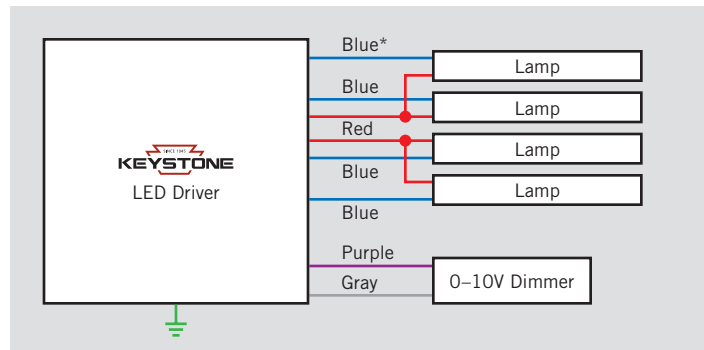 Blue*
Lamp
Blue
Lamp
Red
Lamp
Blue
Lamp
Blue
SINCE 1945
KEYSTONE
LED Driver
Purple
Gray
0–10V Dimmer